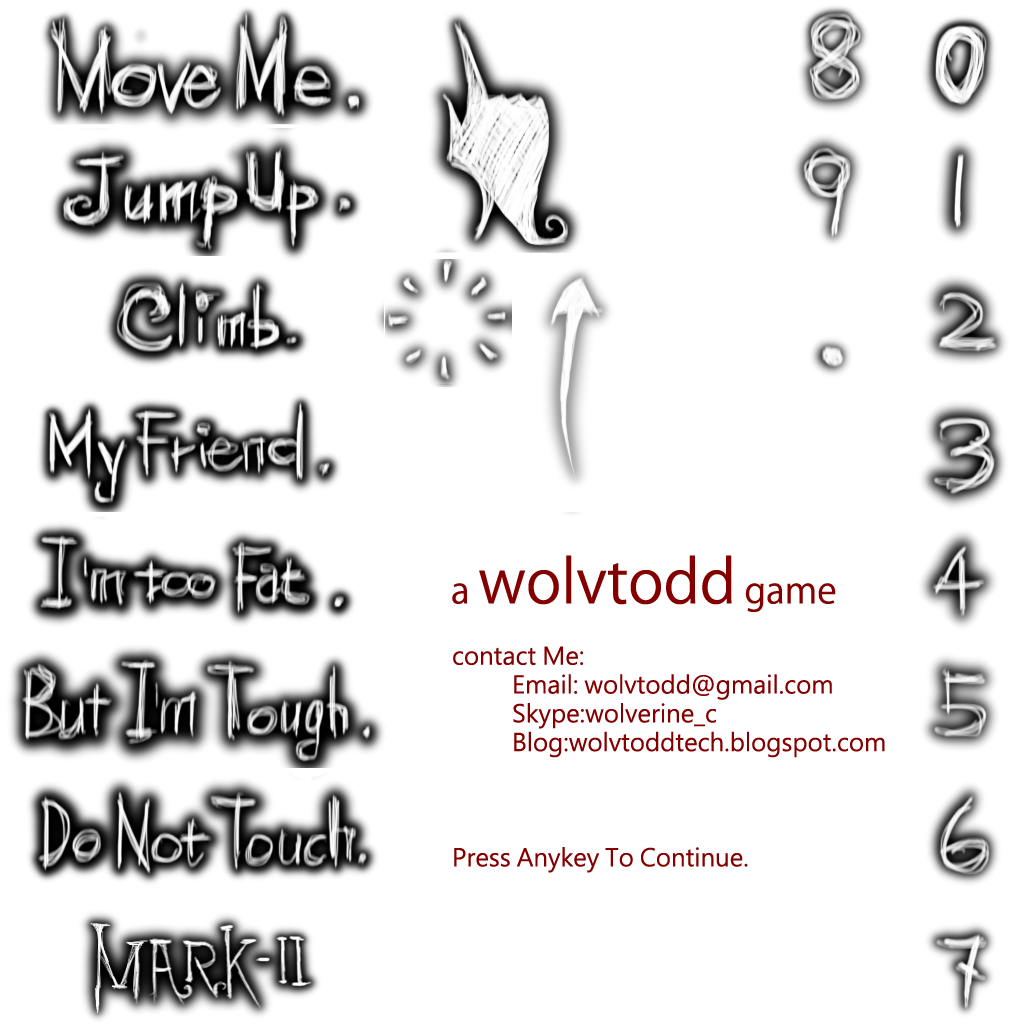 Move Me.
8 0
Jump Up.
9 1
Climb.
. 2
My Friend.
3
I'm too Fat.
a wolvtodd game
4
contact Me:
Email: wolvtodd@gmail.com
But I'm Tough.
Skype:wolverine_c
5
Blog:wolvtoddtech.blogspot.com
Do Not Touch.
Press Anykey To Continue.
6
MARK-II
7